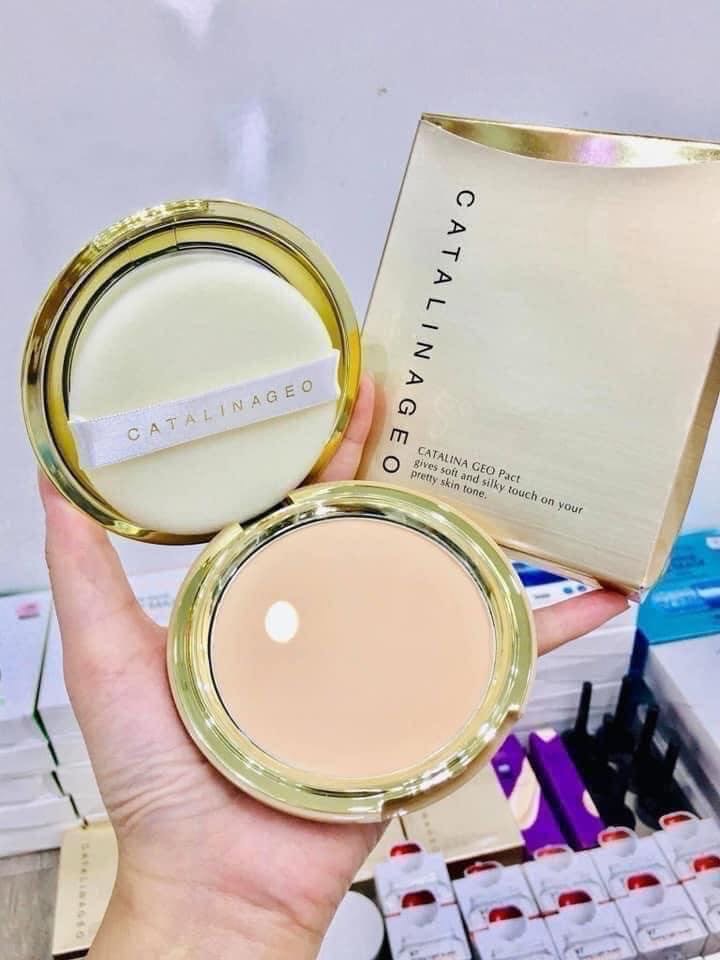 CATALINAGEO
CATALINAGEO
CATALINA GEO Pact
gives soft and silky touch on your
pretty skin tone.
CATALINAGEO